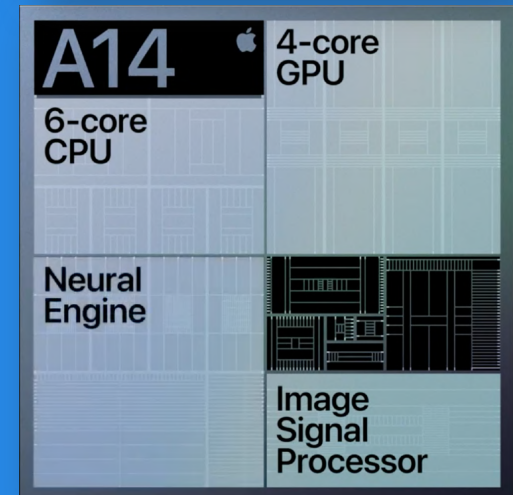 A14
4-core
GPU
6-core
CPU
Neural
Engine
Image
Signal
Processor